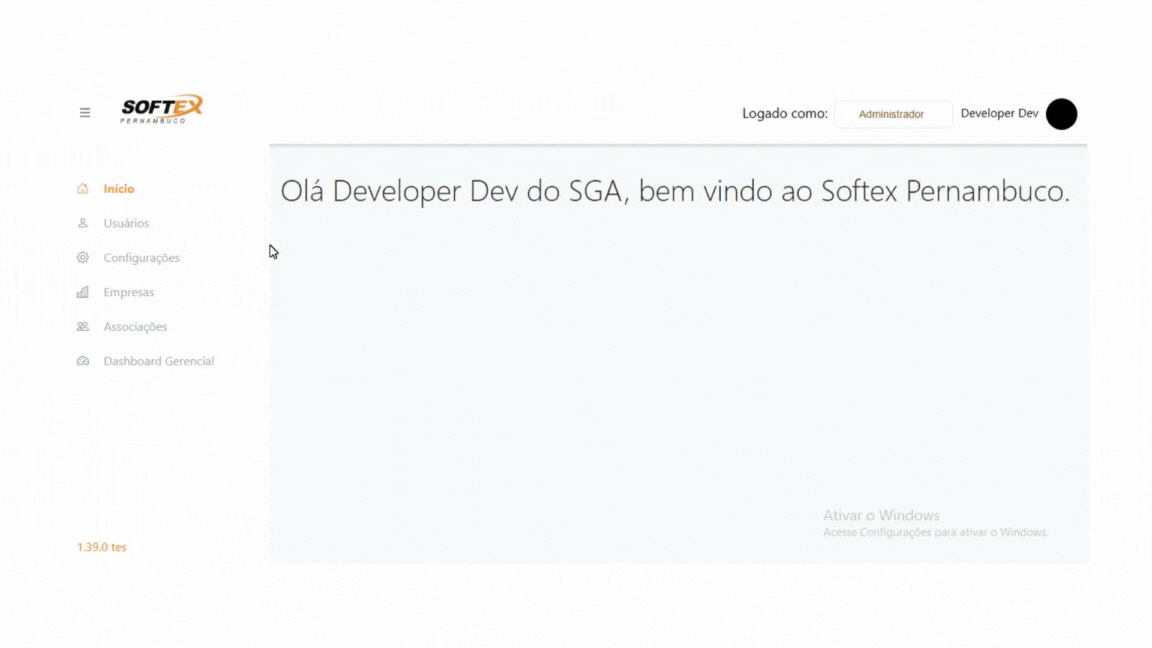 SOFTEX
PERNAMBUCO
Logado como:
Administrador
Developer Dev
Início
Usuários
Configurações
Empresas
Associações
Dashboard Gerencial
Olá Developer Dev do SGA, bem vindo ao Softex Pernambuco.
Ativar o Windows
Acesse Configurações para ativar o Windows.
1.39.0 tes